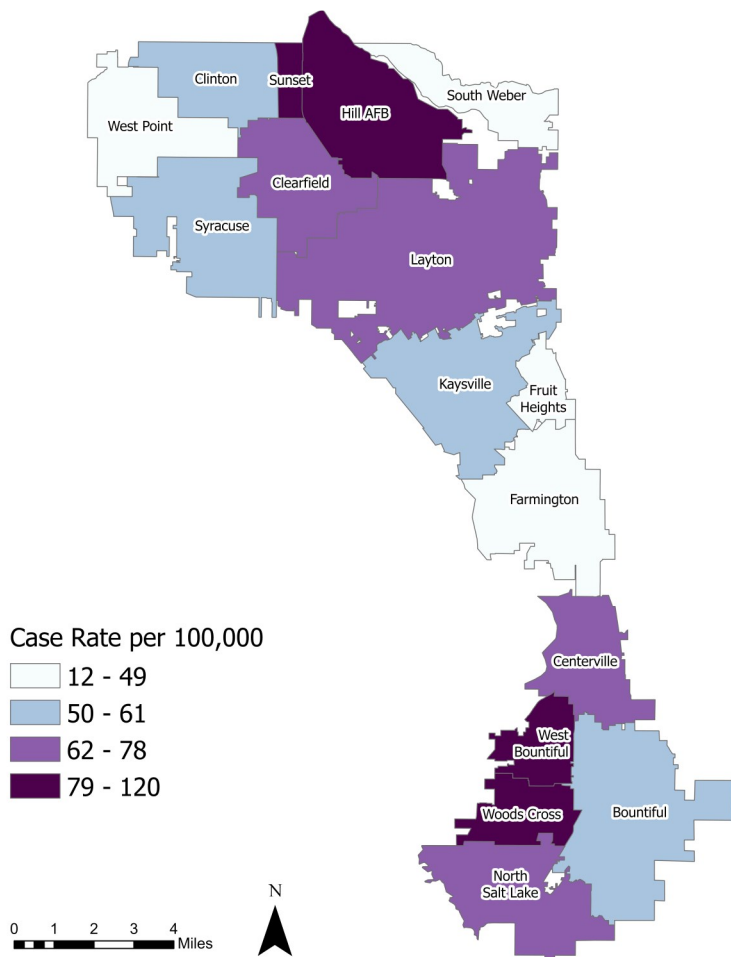 Clinton
Sunset
South Weber
Hill AFB
West Point
Clearfield
Syracuse
Layton
Kaysville
Fruit
Heights
Farmington
Case Rate per 100,000
12 - 49
50 - 61
62 - 78
79 - 120
Centerville
West
Bountiful
Woods Cross
Bountiful
North
Salt Lake
N
0 1 2 3 4
Miles